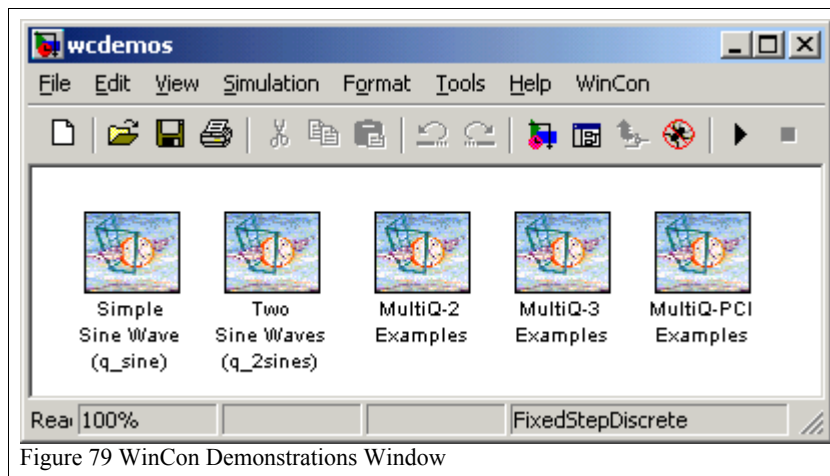 wcdemos
File Edit View Simulation Format Tools Help WinCon
Simple Sine Wave (q_sine)
Two Sine Waves (q_2sines)
MultiQ-2 Examples
MultiQ-3 Examples
MultiQ-PCI Examples
Rea 100% FixedStepDiscrete
Figure 79 WinCon Demonstrations Window